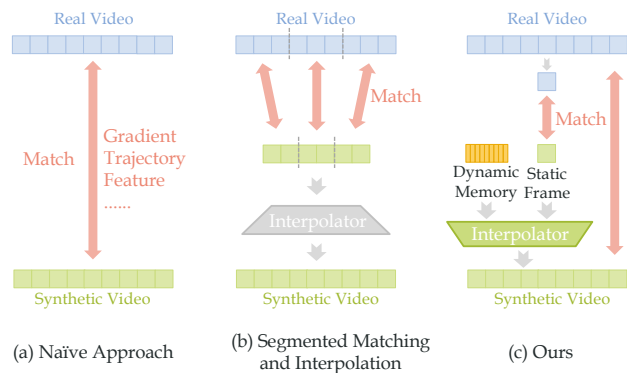 Real Video
Match
Gradient
Trajectory
Feature
......
Synthetic Video
(a) Naïve Approach
Real Video
Match
Interpolator
Synthetic Video
(b) Segmented Matching
and Interpolation
Real Video
Match
Dynamic
Memory
Static
Frame
Interpolator
Synthetic Video
(c) Ours